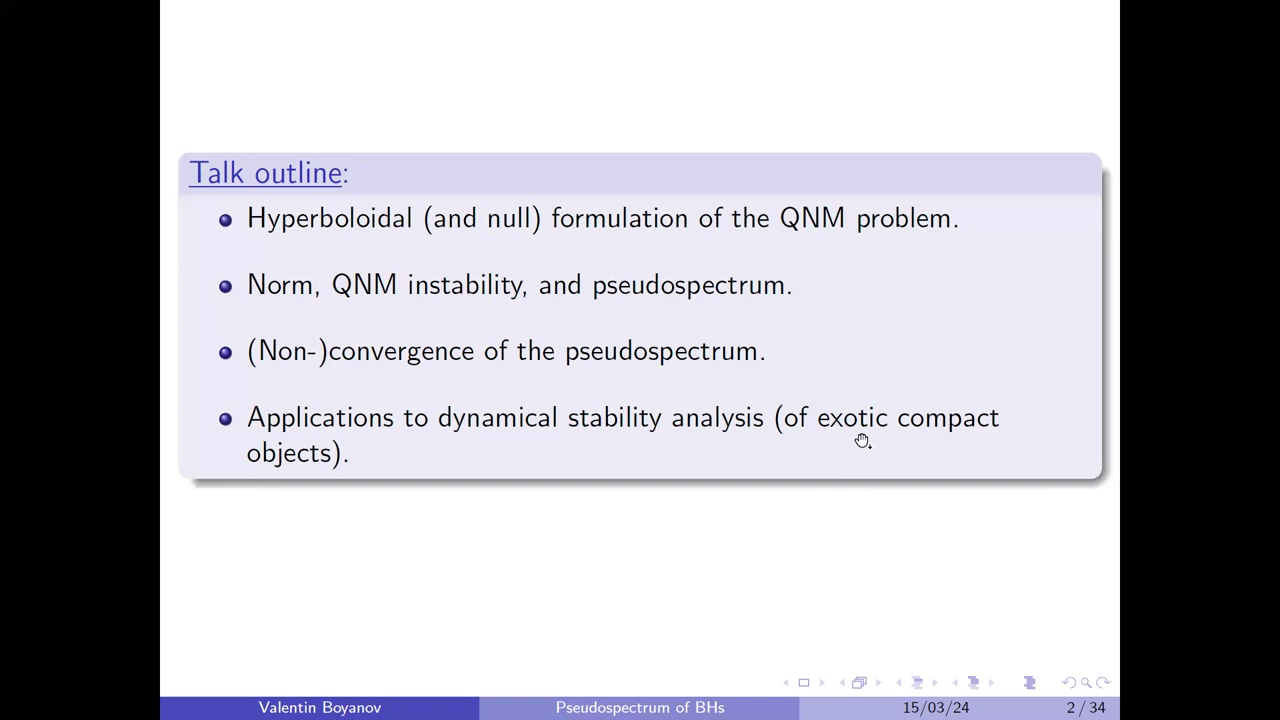 Talk outline:
Hyperboloidal (and null) formulation of the QNM problem.
Norm, QNM instability, and pseudospectrum.
(Non-)convergence of the pseudospectrum.
Applications to dynamical stability analysis (of exotic compact
objects).
Valentin Boyanov Pseudospectrum of BHs 15/03/24 2 / 34